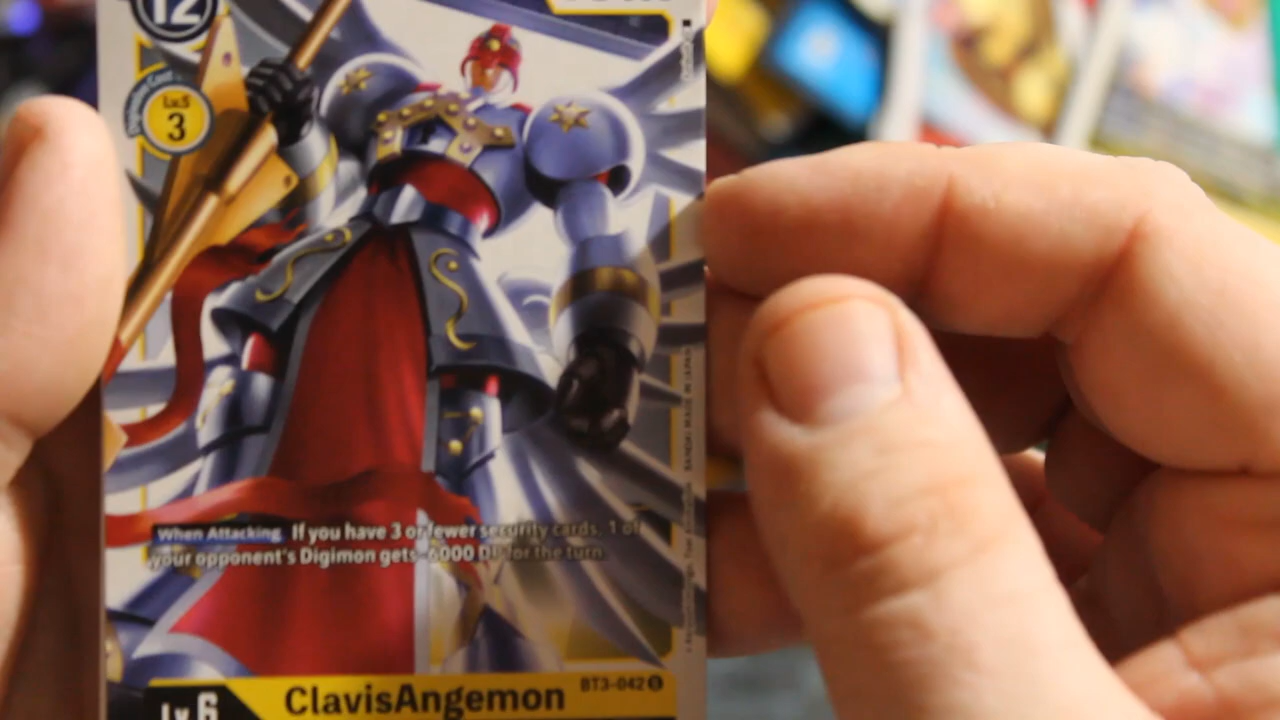 12
Lv.5
3
When Attacking If you have 3 or fewer security cards, 1 of
your opponent's Digimon gets -6000 DP for the turn.
BT3-042
Lv.6
ClavisAngemon